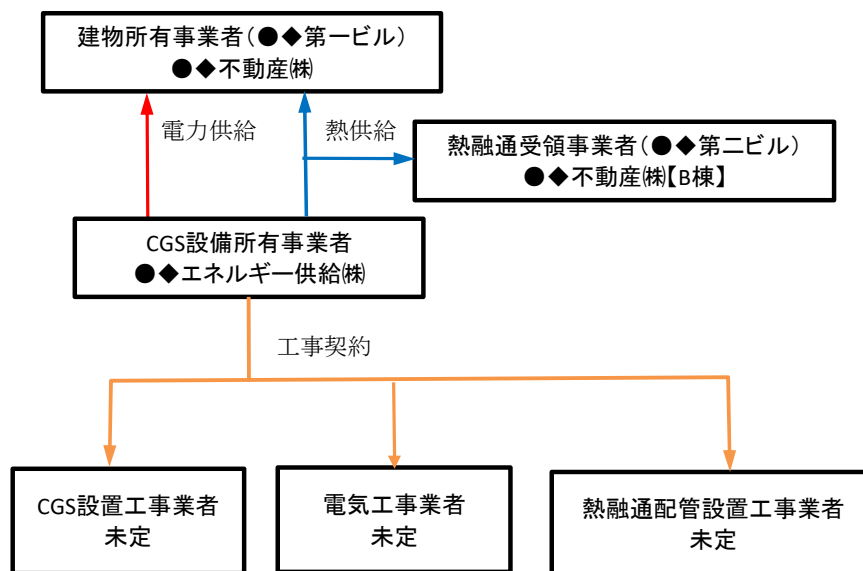 建物所有事業者(●◆第一ビル)
●◆不動産㈱
電力供給
熱供給
熱融通受領事業者(●◆第二ビル)
●◆不動産㈱【B棟】
CGS設備所有事業者
●◆エネルギー供給㈱
工事契約
CGS設置工事業者
未定
電気工事業者
未定
熱融通配管設置工事業者
未定